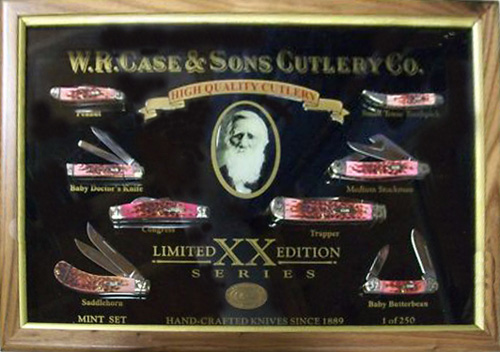 W.R. CASE & SONS CUTLERY CO.
HIGH QUALITY CUTLERY
Peanut
Small Texas Toothpick
Baby Doctor's Knife
Medium Stockman
Congress
Trapper
LIMITED XX EDITION
SERIES
Saddlehorn
Baby Butterbean
MINT SET
HAND-CRAFTED KNIVES SINCE 1889
1 of 250